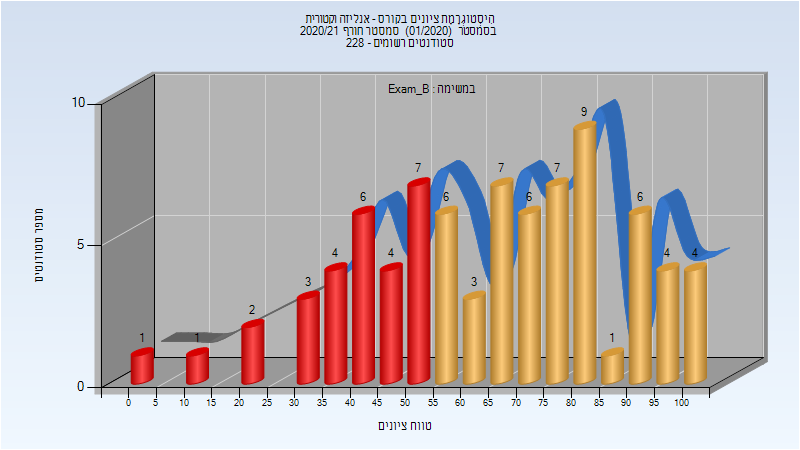 הִיסְטוֹגְרָמַת ציונים בקורס - אנליזה וקטורית
בסמסטר (01/2020) סמסטר חורף 2020/21
סטודנטים רשומים - 228
במשימה : Exam_B
מספר סטודנטים
10
5
0
1 1 2 3 4 6 4 7 6 3 7 6 7 9 1 6 4 4
0 5 10 15 20 25 30 35 40 45 50 55 60 65 70 75 80 85 90 95 100
טווח ציונים